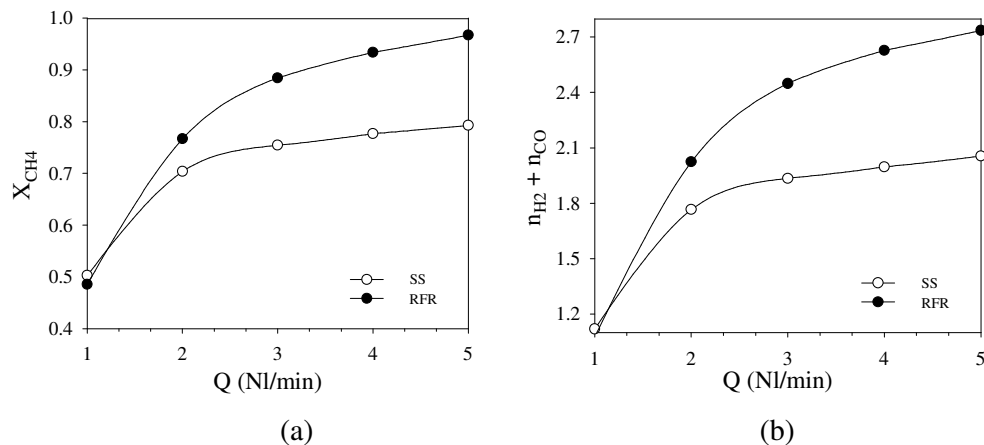 1.0
0.9
0.8
0.7
0.6
0.5
0.4
X_CH4
SS
RFR
1 2 3 4 5
Q (Nl/min)
(a)
2.7
2.4
2.1
1.8
1.5
1.2
n_H2 + n_CO
SS
RFR
1 2 3 4 5
Q (Nl/min)
(b)